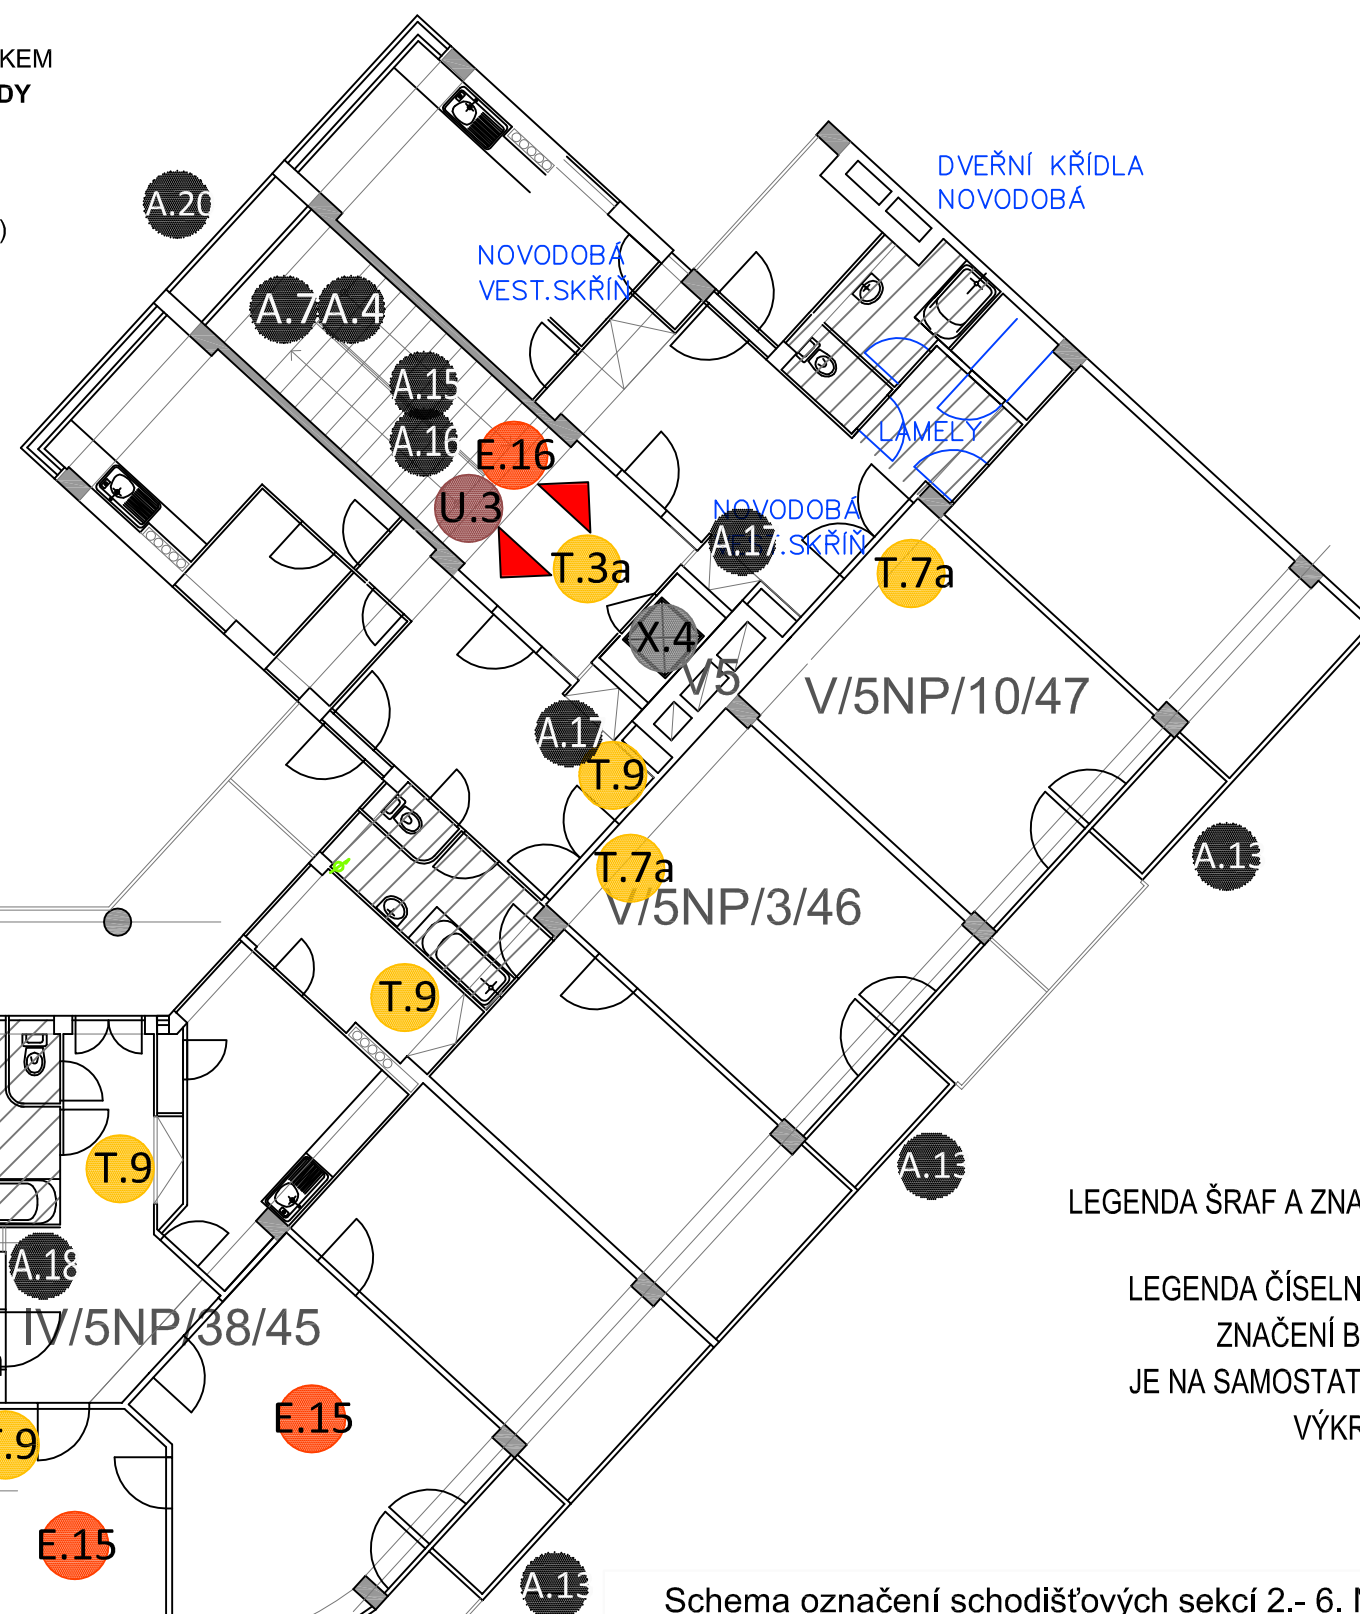 KEM
DY
)
DVEŘNÍ KŘÍDLA
NOVODOBÁ
A.20
NOVODOBÁ
VEST.SKŘÍŇ
A.7
A.4
A.15
A.16
E.16
LAMELY
U.3
NOVODOBÁ
.SKŘÍŇ
A.17
T.3a
T.7a
X.4
V5
V/5NP/10/47
A.17
T.9
A.13
T.7a
V/5NP/3/46
T.9
A.13
T.9
LEGENDA ŠRAF A ZNA
A.18
LEGENDA ČÍSELN
IV/5NP/38/45
ZNAČENÍ B
JE NA SAMOSTAT
E.15
VÝKR
.9
E.15
A.13
Schema označení schodišťových sekcí 2.- 6. N